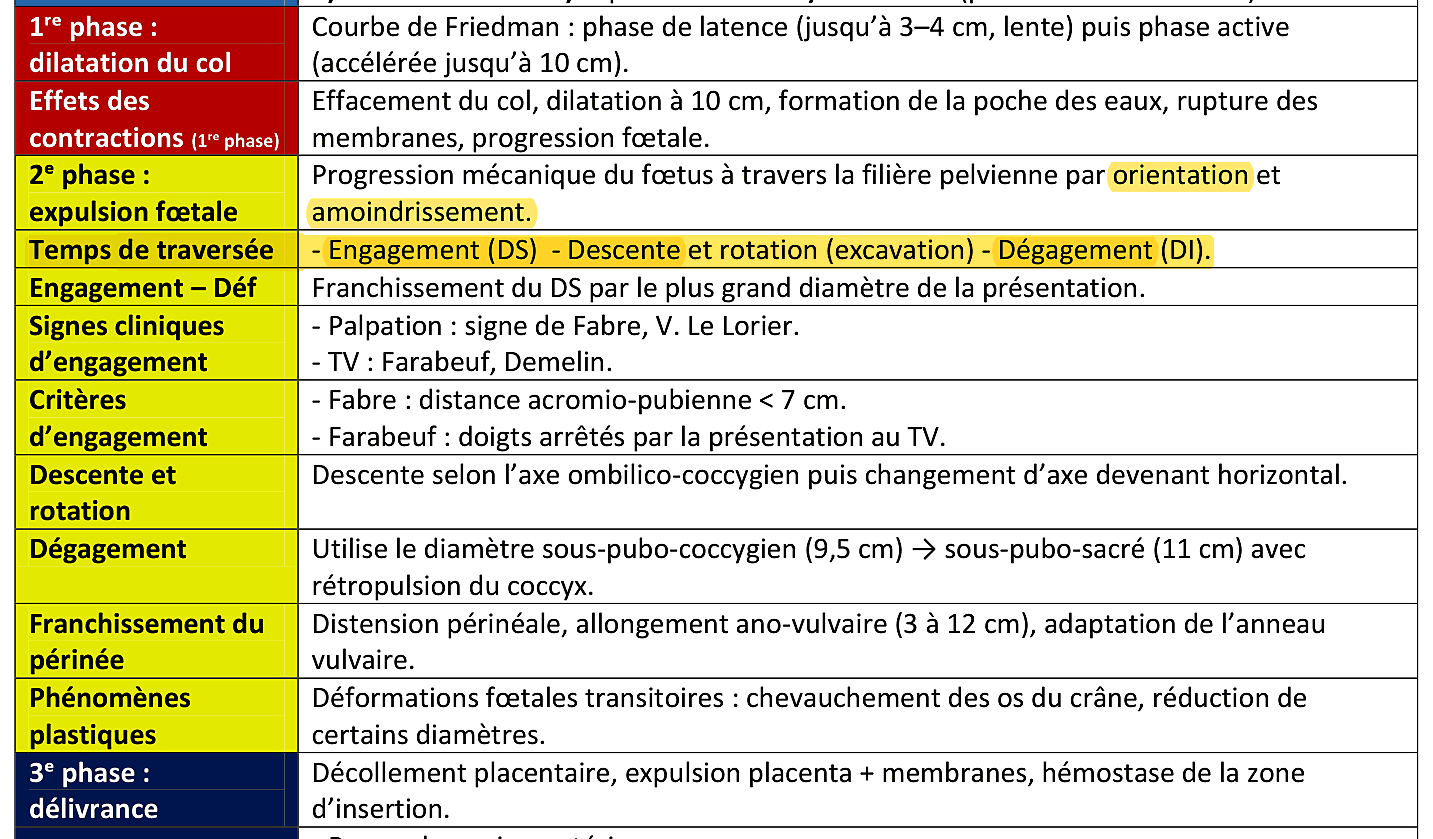 1re phase :
dilatation du col
Courbe de Friedman : phase de latence (jusqu’à 3–4 cm, lente) puis phase active
(accélérée jusqu’à 10 cm).
Effets des
contractions (1re phase)
Effacement du col, dilatation à 10 cm, formation de la poche des eaux, rupture des
membranes, progression fœtale.
2e phase :
expulsion fœtale
Progression mécanique du fœtus à travers la filière pelvienne par orientation et
amoindrissement.
Temps de traversée
- Engagement (DS) - Descente et rotation (excavation) - Dégagement (DI).
Engagement – Déf
Franchissement du DS par le plus grand diamètre de la présentation.
Signes cliniques
d’engagement
- Palpation : signe de Fabre, V. Le Lorier.
- TV : Farabeuf, Demelin.
Critères
d’engagement
- Fabre : distance acromio-pubienne < 7 cm.
- Farabeuf : doigts arrêtés par la présentation au TV.
Descente et
rotation
Descente selon l’axe ombilico-coccygien puis changement d’axe devenant horizontal.
Dégagement
Utilise le diamètre sous-pubo-coccygien (9,5 cm) → sous-pubo-sacré (11 cm) avec
rétropulsion du coccyx.
Franchissement du
périnée
Distension périnéale, allongement ano-vulvaire (3 à 12 cm), adaptation de l’anneau
vulvaire.
Phénomènes
plastiques
Déformations fœtales transitoires : chevauchement des os du crâne, réduction de
certains diamètres.
3e phase :
délivrance
Décollement placentaire, expulsion placenta + membranes, hémostase de la zone
d’insertion.